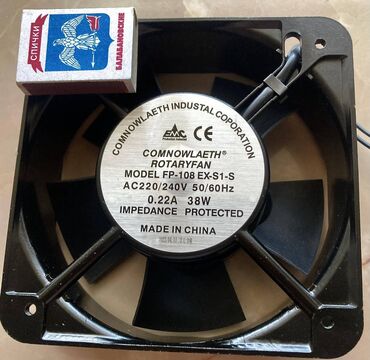 СПИЧКИ
БАЛАБАНОВСКИЕ
COMNOWLAETH INDUSTAL COPORATION
EMC
CE
COMNOWLAETH®
ROTARYFAN
MODEL FP-108 EX-S1-S
AC220/240V 50/60Hz
0.22A 38W
IMPEDANCE PROTECTED
MADE IN CHINA